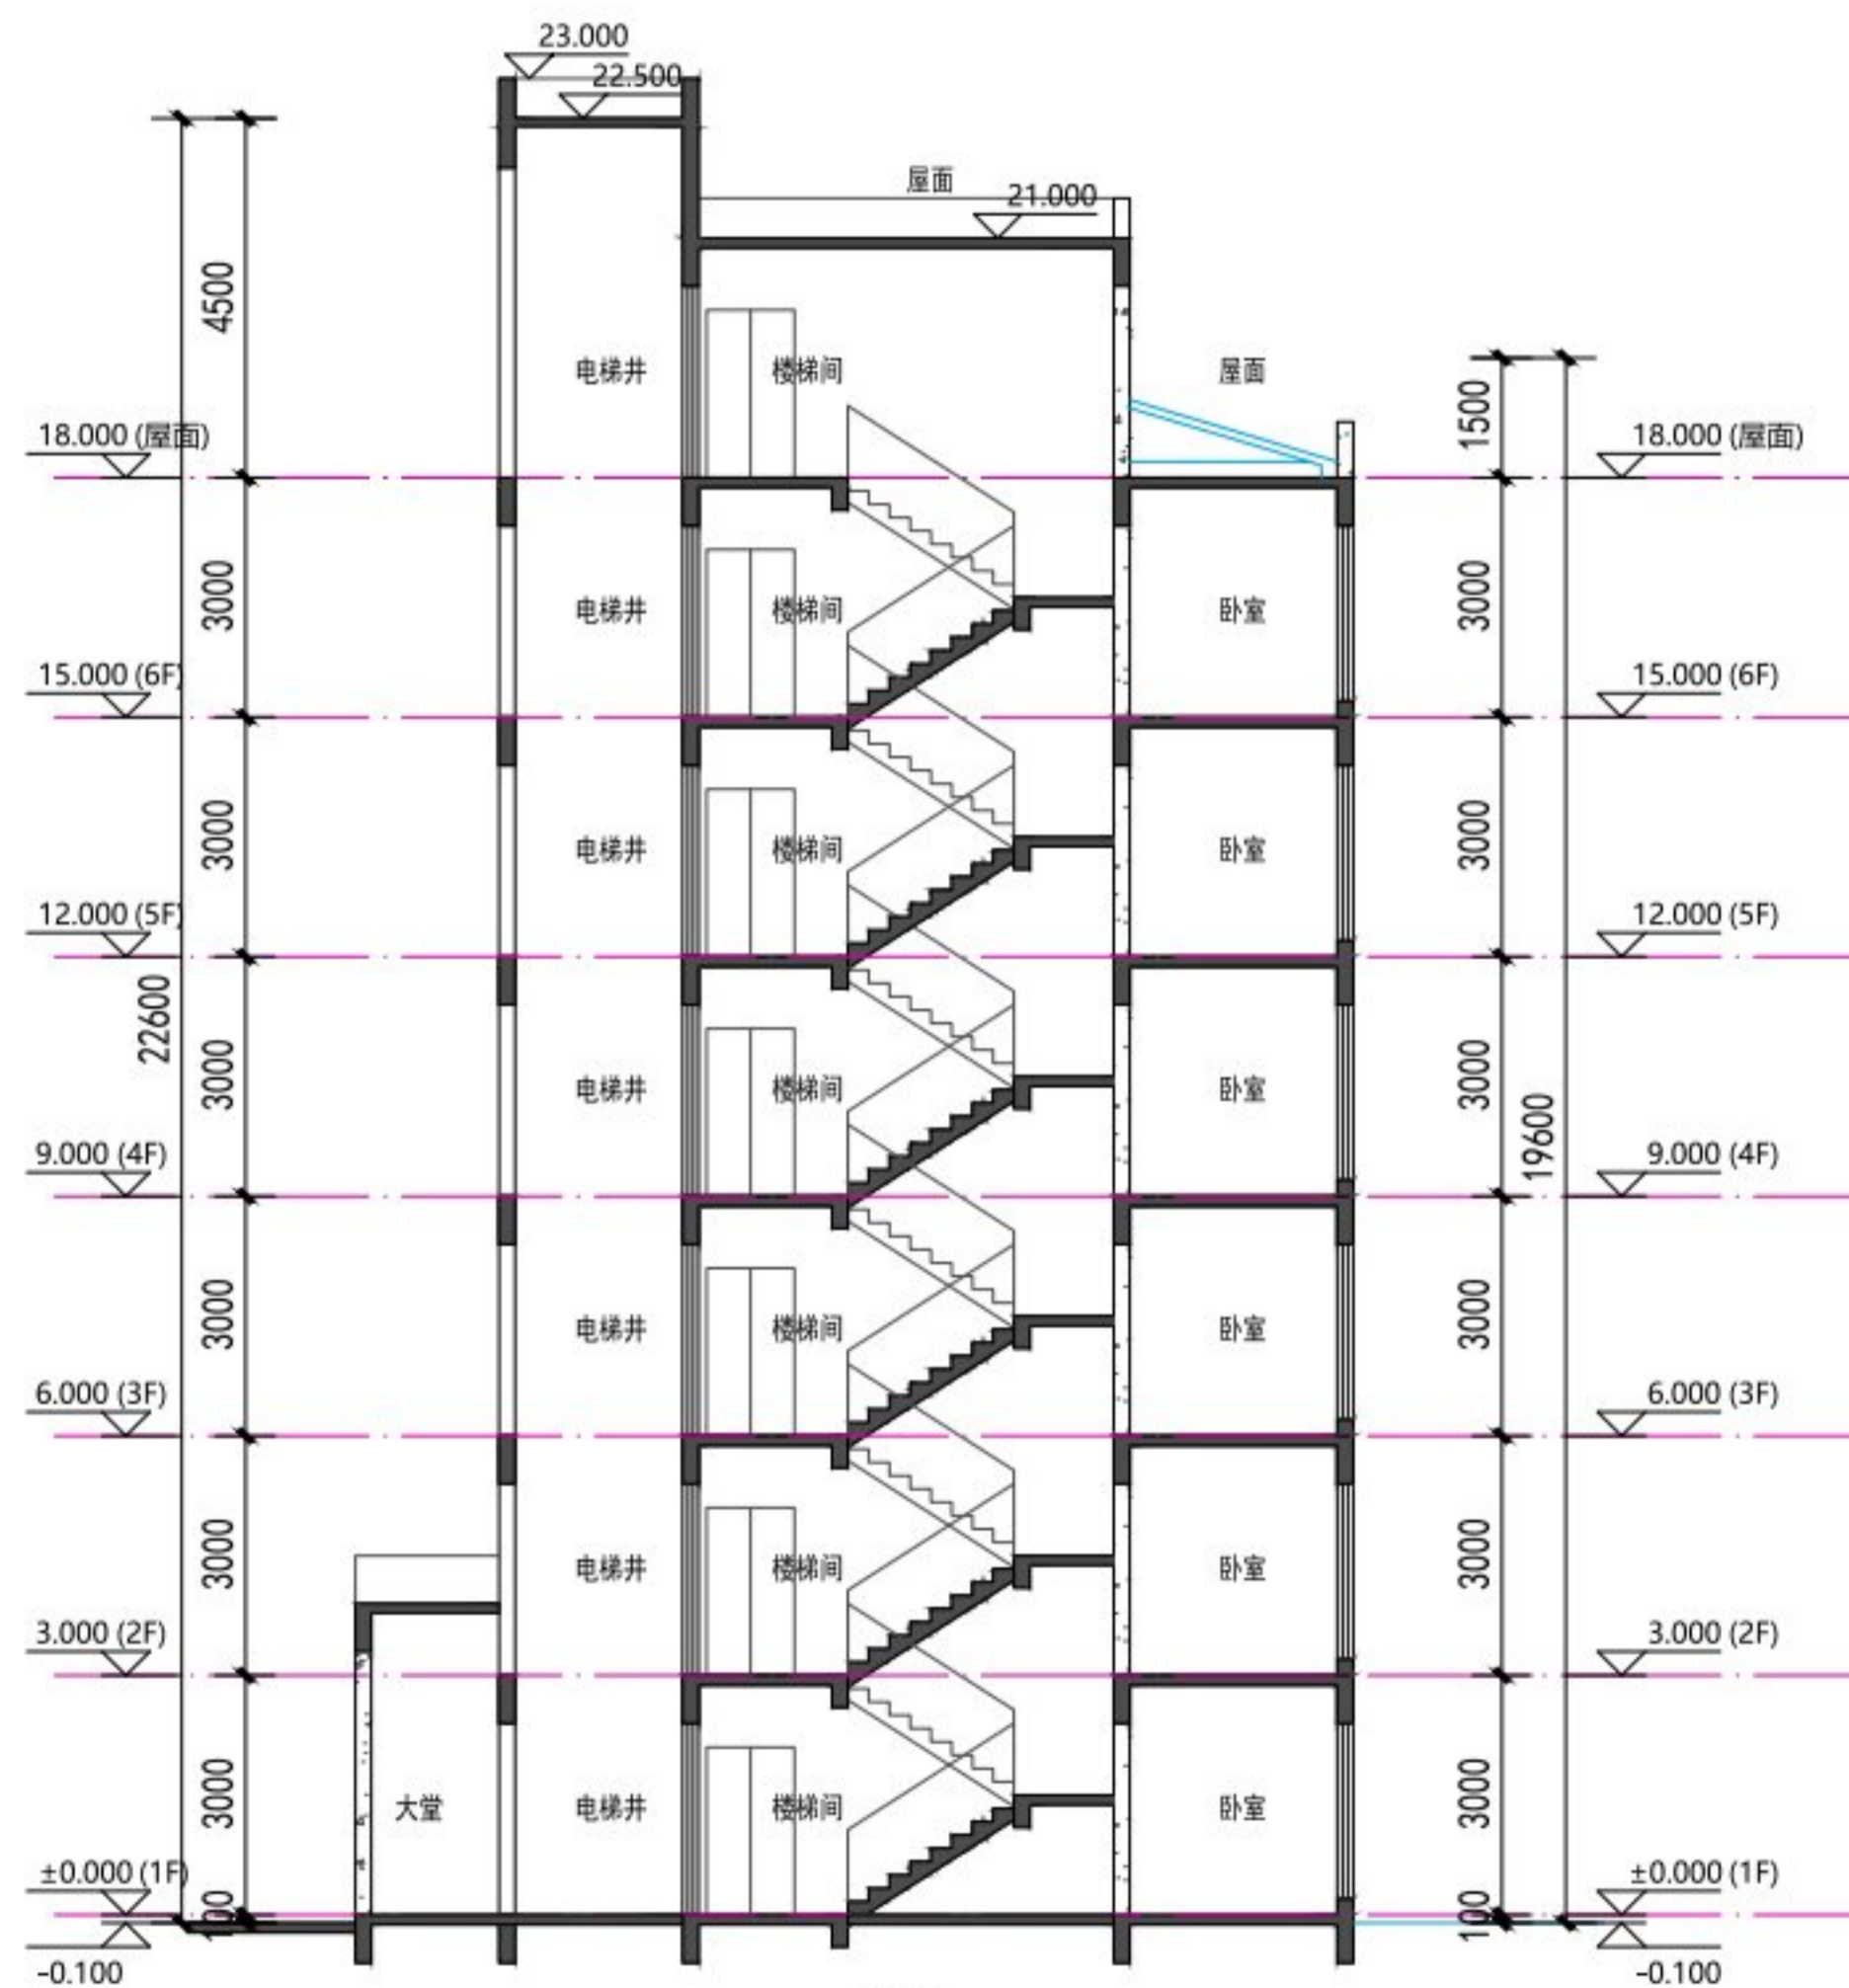 23.000
22.500
屋面
21.000
4500
电梯井
楼梯间
屋面
1500
18.000 (屋面)
18.000 (屋面)
3000
电梯井
楼梯间
卧室
3000
15.000 (6F)
15.000 (6F)
3000
电梯井
楼梯间
卧室
3000
12.000 (5F)
12.000 (5F)
22600
3000
电梯井
楼梯间
卧室
3000
19600
9.000 (4F)
9.000 (4F)
3000
电梯井
楼梯间
卧室
3000
6.000 (3F)
6.000 (3F)
3000
电梯井
楼梯间
卧室
3000
3.000 (2F)
3.000 (2F)
3000
大堂
电梯井
楼梯间
卧室
3000
±0.000 (1F)
±0.000 (1F)
100
100
-0.100
-0.100